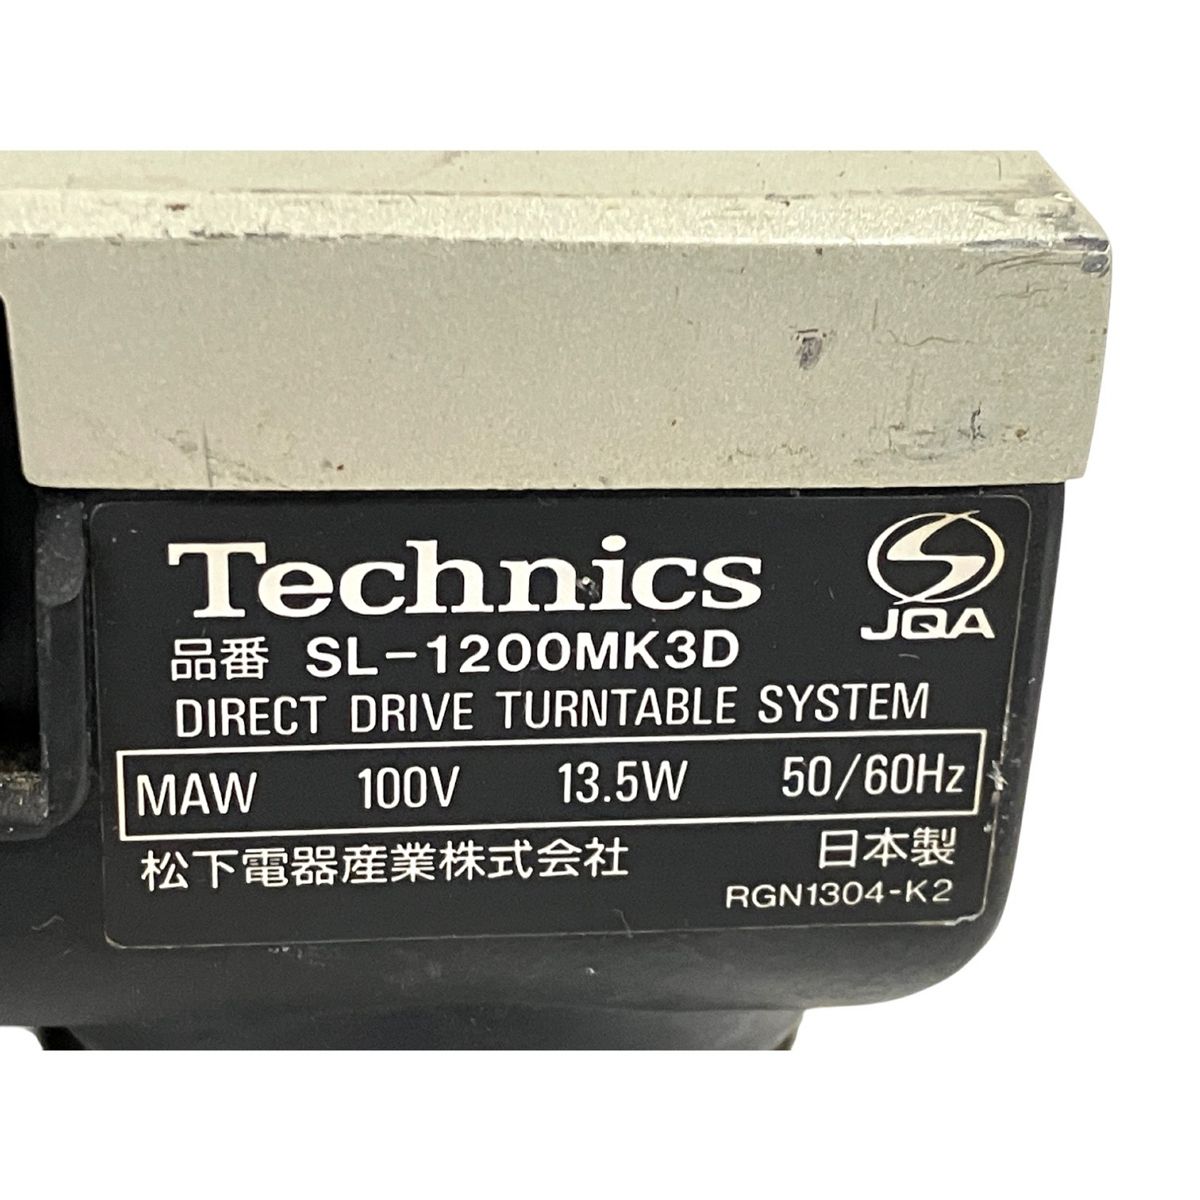 Technics
JQA
品番 SL-1200MK3D
DIRECT DRIVE TURNTABLE SYSTEM
MAW 100V 13.5W 50/60Hz
松下電器産業株式会社 日本製
RGN1304-K2